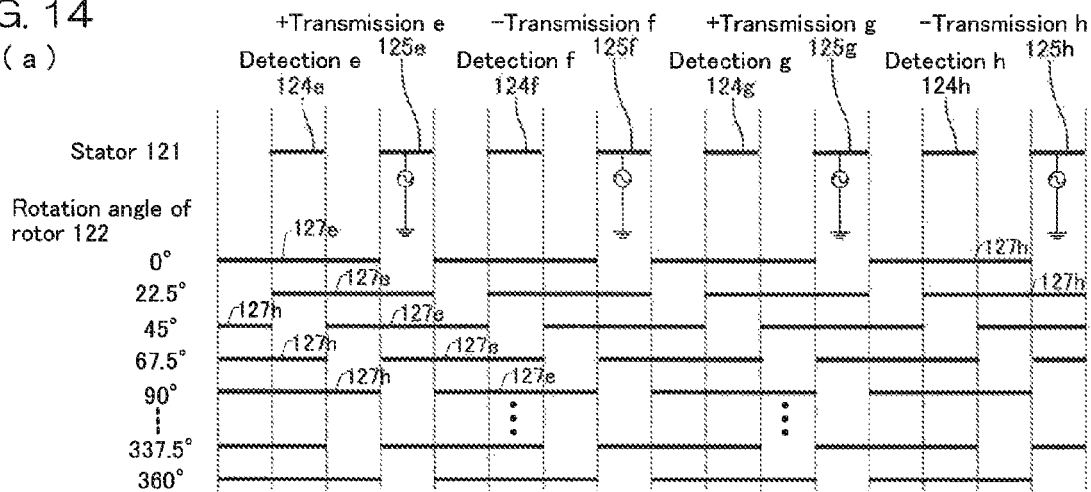 G. 14
(a)
+Transmission e -Transmission f +Transmission g -Transmission h
125e 125f 125g 125h
Detection e Detection f Detection g Detection h
124e 124f 124g 124h
Stator 121
Rotation angle of
rotor 122
127e 127h
0°
127e 127h
22.5°
127h 127e
45°
127h 127e
67.5°
127h 127e
90°
337.5°
360°